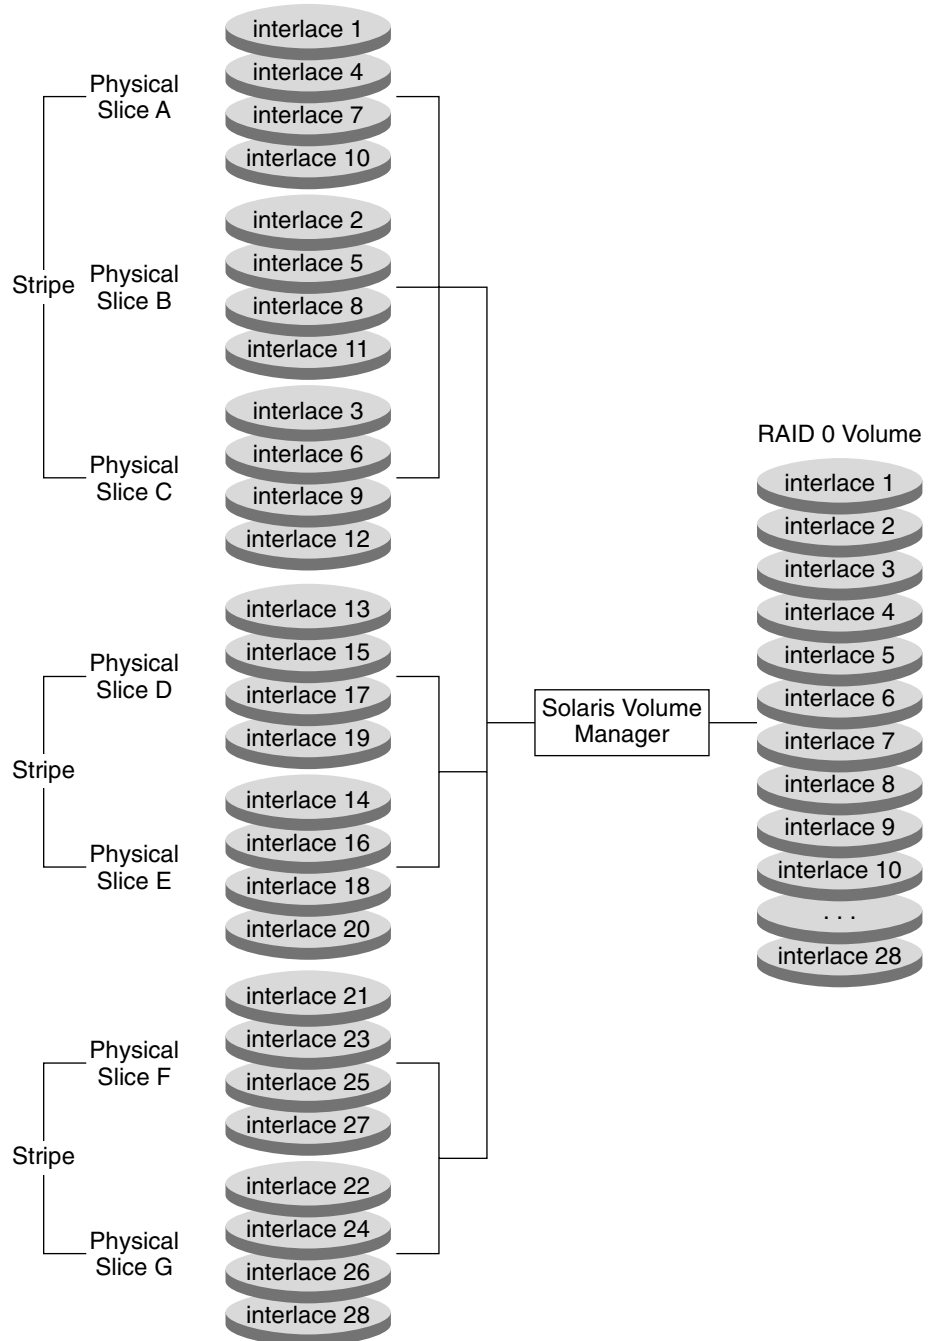 interlace 1
interlace 4
interlace 7
interlace 10
Physical
Slice A
interlace 2
interlace 5
interlace 8
interlace 11
Stripe
Physical
Slice B
interlace 3
interlace 6
interlace 9
interlace 12
Physical
Slice C
interlace 13
interlace 15
interlace 17
interlace 19
Physical
Slice D
Stripe
interlace 14
interlace 16
interlace 18
interlace 20
Physical
Slice E
interlace 21
interlace 23
interlace 25
interlace 27
Physical
Slice F
Stripe
interlace 22
interlace 24
interlace 26
interlace 28
Physical
Slice G
Solaris Volume
Manager
RAID 0 Volume
interlace 1
interlace 2
interlace 3
interlace 4
interlace 5
interlace 6
interlace 7
interlace 8
interlace 9
interlace 10
. . .
interlace 28